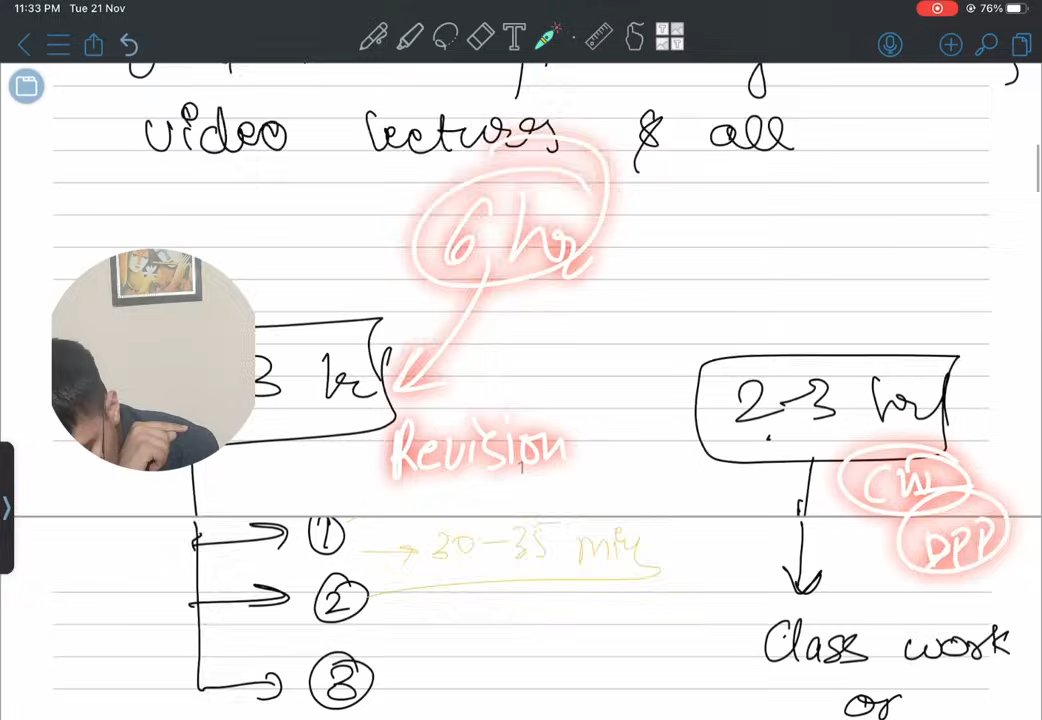 11:33 PM Tue 21 Nov
76%
T
video lectures & all
6 hr
3 hr
2-3 hr
Revision
CW
DPP
① → 30-35 min
②
③
Class work
or